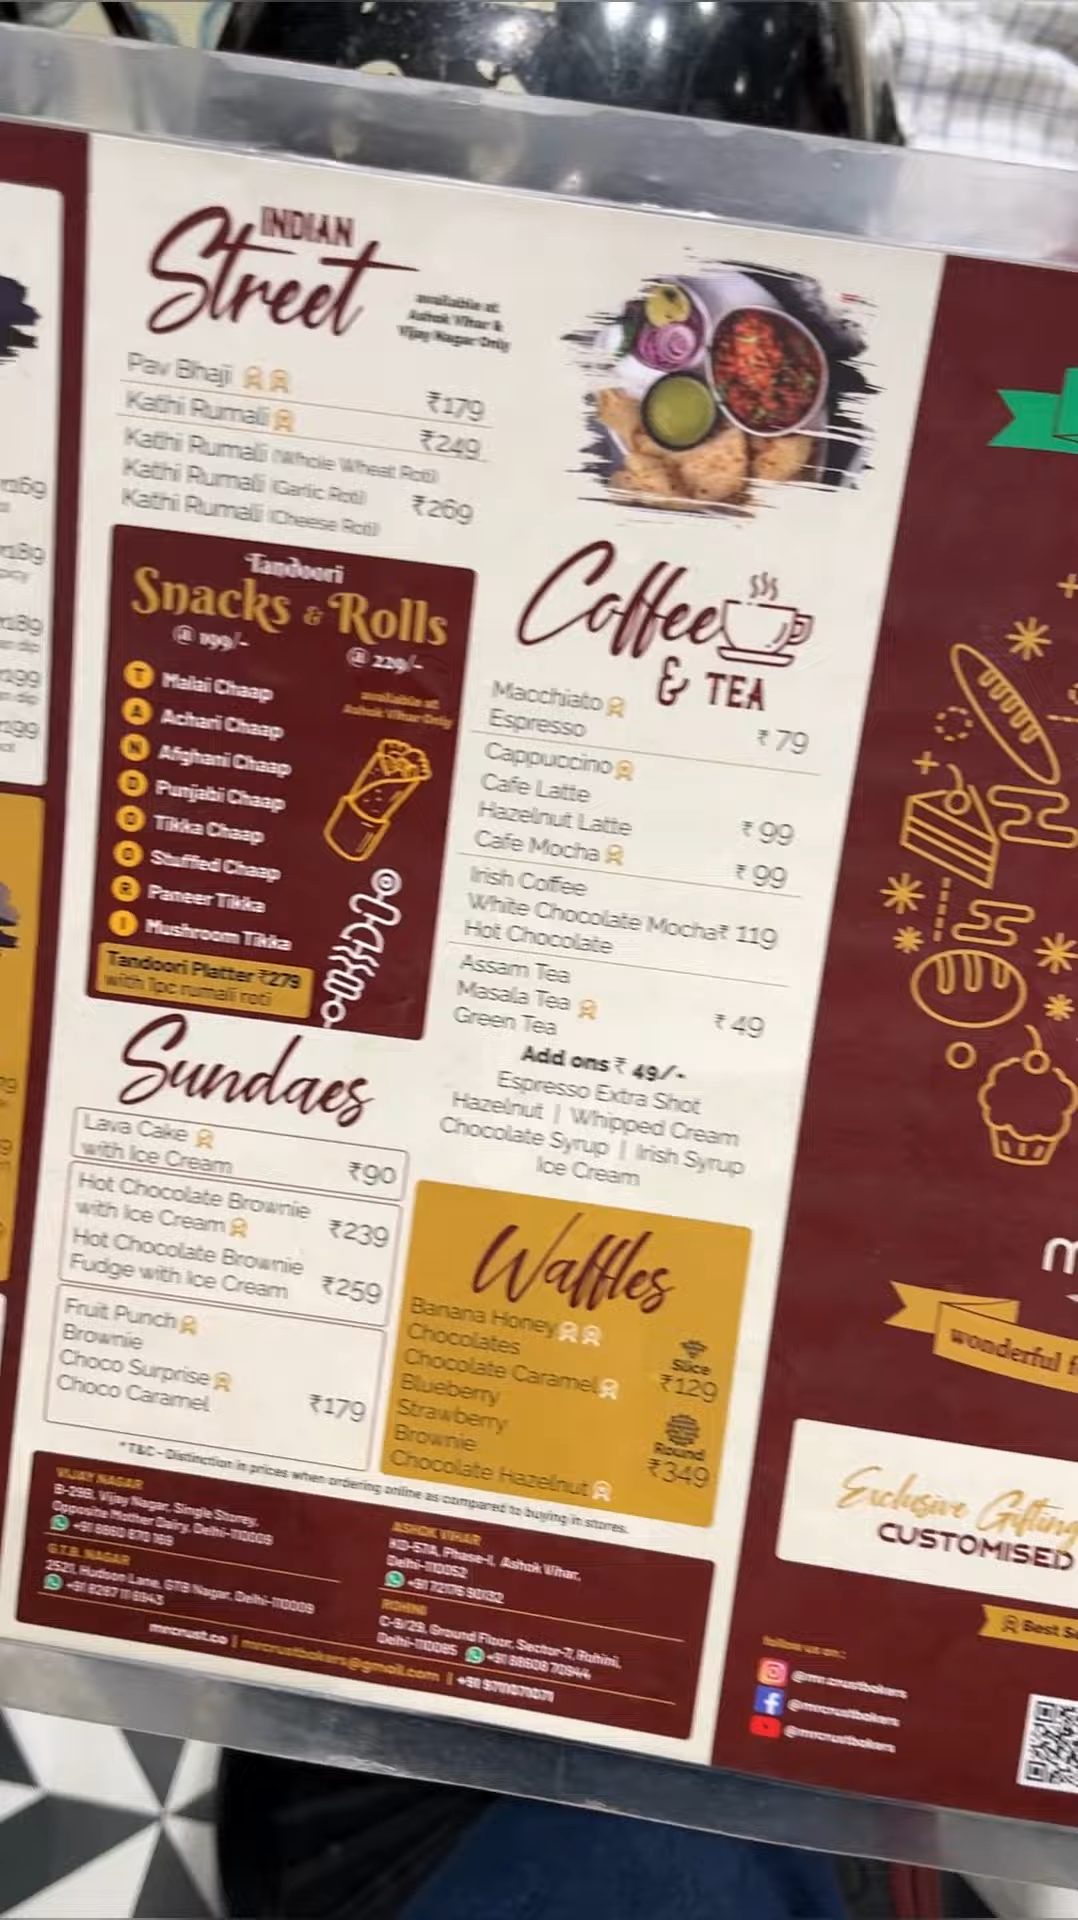 INDIAN
Street
available at
Ashok Vihar &
Vijay Nagar Only
Pav Bhaji ₹179
Kathi Rumali ₹249
Kathi Rumali (Whole Wheat Roti)
Kathi Rumali (Garlic Roti) ₹269
Kathi Rumali (Cheese Roti)
Tandoori
Snacks & Rolls
@ 199/-
@ 229/-
available at
Ashok Vihar Only
T Malai Chaap
A Achari Chaap
N Afghani Chaap
D Punjabi Chaap
O Tikka Chaap
O Stuffed Chaap
R Paneer Tikka
I Mushroom Tikka
Tandoori Platter ₹279
with 1pc rumali roti
Coffee
& TEA
Macchiato
Espresso ₹ 79
Cappuccino
Cafe Latte
Hazelnut Latte ₹ 99
Cafe Mocha ₹ 99
Irish Coffee
White Chocolate Mocha ₹ 119
Hot Chocolate
Assam Tea
Masala Tea ₹ 49
Green Tea
Add ons ₹ 49/-
Espresso Extra Shot
Hazelnut | Whipped Cream
Chocolate Syrup | Irish Syrup
Ice Cream
Sundaes
Lava Cake
with Ice Cream ₹90
Hot Chocolate Brownie
with Ice Cream ₹239
Hot Chocolate Brownie
Fudge with Ice Cream ₹259
Fruit Punch
Brownie
Choco Surprise
Choco Caramel ₹179
Waffles
Banana Honey
Chocolates
Chocolate Caramel
Blueberry
Strawberry
Brownie
Chocolate Hazelnut
Slice
₹129
Round
₹349
*T&C - Distinction in prices when ordering online as compared to buying in stores.
VIJAY NAGAR
B-29B, Vijay Nagar, Single Storey,
Opposite Mother Dairy, Delhi-110009
+91 8860 870 169
G.T.B. NAGAR
2521, Hudson Lane, GTB Nagar, Delhi-110009
+91 8287 11 6943
ASHOK VIHAR
KD-57A, Phase-I, Ashok Vihar,
Delhi-110052
+91 72176 90132
ROHINI
C-8/29, Ground Floor, Sector-7, Rohini,
Delhi-110085 +91 88608 70944
mrcrust.co | mrcrustbakers@gmail.com | +91 9711071071
169
189
189
199
199
wonderful
Exclusive Gifting
CUSTOMISED
Best
follow us on :
@mr.crustbakers
@mrcrustbakers
@mrcrustbakers